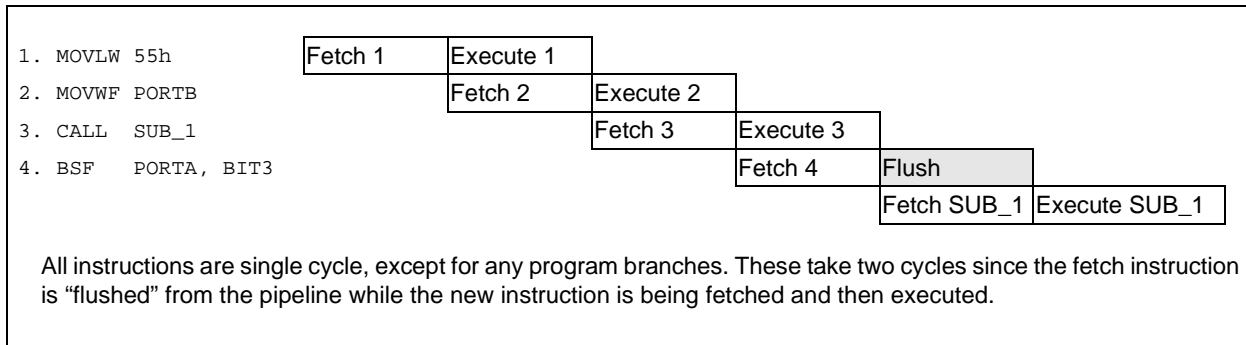 1. MOVLW 55h Fetch 1 Execute 1
2. MOVWF PORTB Fetch 2 Execute 2
3. CALL SUB_1 Fetch 3 Execute 3
4. BSF PORTA, BIT3 Fetch 4 Flush
Fetch SUB_1 Execute SUB_1
All instructions are single cycle, except for any program branches. These take two cycles since the fetch instruction
is “flushed” from the pipeline while the new instruction is being fetched and then executed.